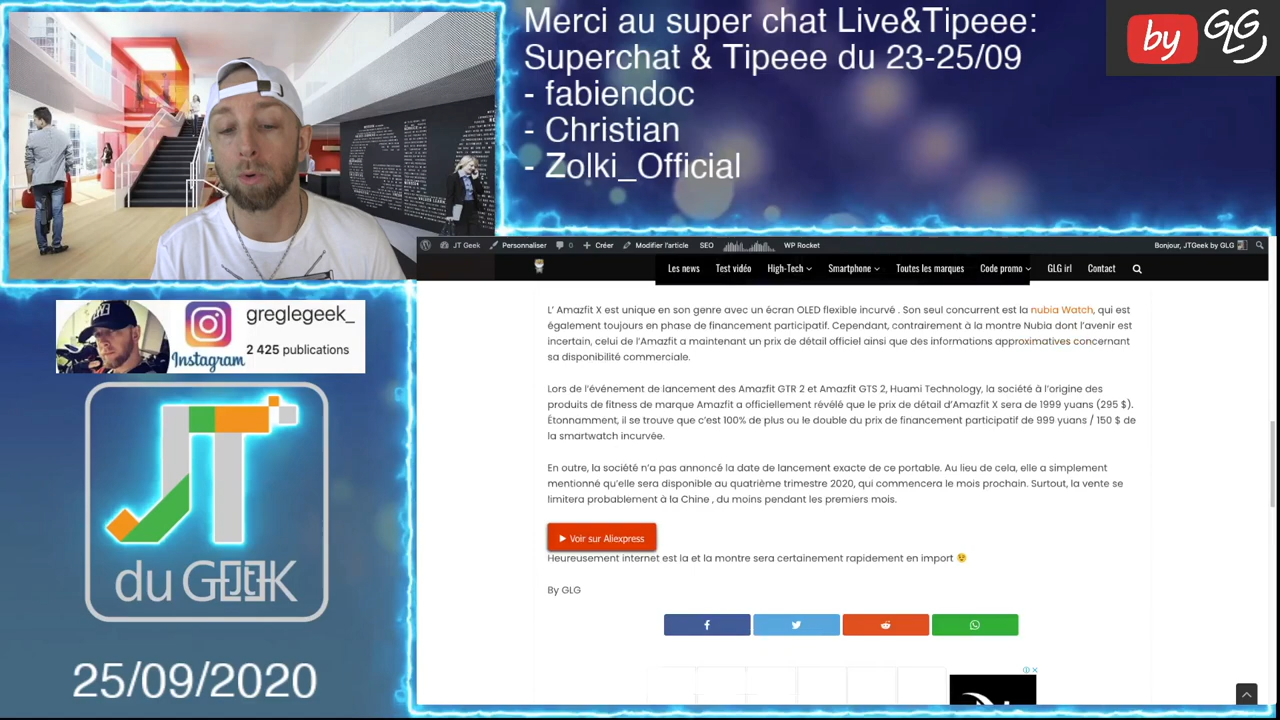 Merci au super chat Live&Tipeee:
Superchat & Tipeee du 23-25/09
- fabiendoc
- Christian
- Zolki_Official
by GLG
greglegeek_
2 425 publications
Instagram
JT
du GEEK
25/09/2020
JT Geek Personnaliser 0 Créer Modifier l'article SEO WP Rocket Bonjour, JTGeek by GLG
Les news Test vidéo High-Tech Smartphone Toutes les marques Code promo GLG irl Contact
L' Amazfit X est unique en son genre avec un écran OLED flexible incurvé . Son seul concurrent est la nubia Watch, qui est
également toujours en phase de financement participatif. Cependant, contrairement à la montre Nubia dont l'avenir est
incertain, celui de l'Amazfit a maintenant un prix de détail officiel ainsi que des informations approximatives concernant
sa disponibilité commerciale.
Lors de l'événement de lancement des Amazfit GTR 2 et Amazfit GTS 2, Huami Technology, la société à l'origine des
produits de fitness de marque Amazfit a officiellement révélé que le prix de détail d'Amazfit X sera de 1999 yuans (295 $).
Étonnamment, il se trouve que c'est 100% de plus ou le double du prix de financement participatif de 999 yuans / 150 $ de
la smartwatch incurvée.
En outre, la société n'a pas annoncé la date de lancement exacte de ce portable. Au lieu de cela, elle a simplement
mentionné qu'elle sera disponible au quatrième trimestre 2020, qui commencera le mois prochain. Surtout, la vente se
limitera probablement à la Chine , du moins pendant les premiers mois.
Voir sur Aliexpress
Heureusement internet est la et la montre sera certainement rapidement en import 😉
By GLG